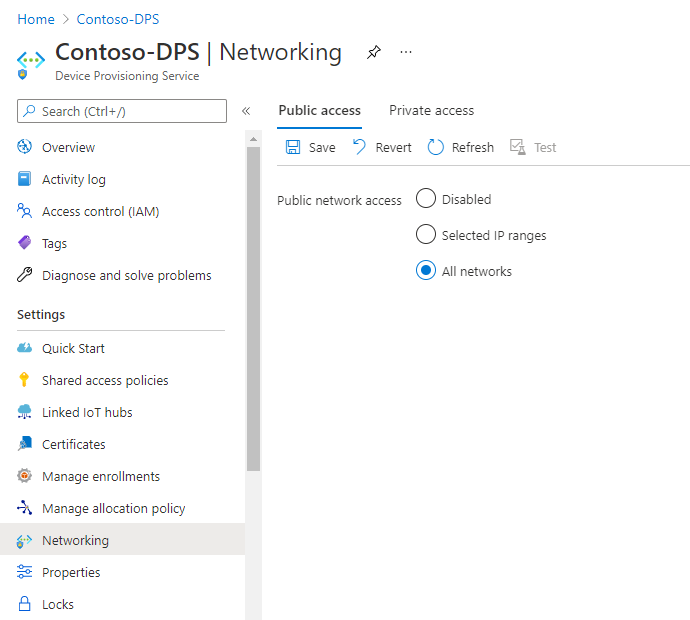 Home > Contoso-DPS
Contoso-DPS | Networking ...
Device Provisioning Service
Search (Ctrl+/) «
Overview
Activity log
Access control (IAM)
Tags
Diagnose and solve problems
Settings
Quick Start
Shared access policies
Linked IoT hubs
Certificates
Manage enrollments
Manage allocation policy
Networking
Properties
Locks
Public access Private access
Save Revert Refresh Test
Public network access
Disabled
Selected IP ranges
All networks